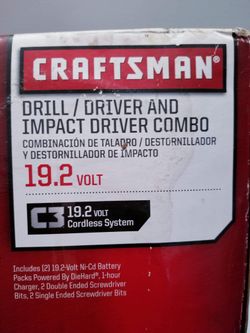 CRAFTSMAN®
DRILL / DRIVER AND
IMPACT DRIVER COMBO
COMBINACIÓN DE TALADRO / DESTORNILLADOR
Y DESTORNILLADOR DE IMPACTO
19.2 VOLT
C3 19.2 VOLT
Cordless System
Includes (2) 19.2-Volt Ni-Cd Battery
Packs Powered By DieHard®, 1-hour
Charger, 2 Double Ended Screwdriver
Bits, 2 Single Ended Screwdriver Bits